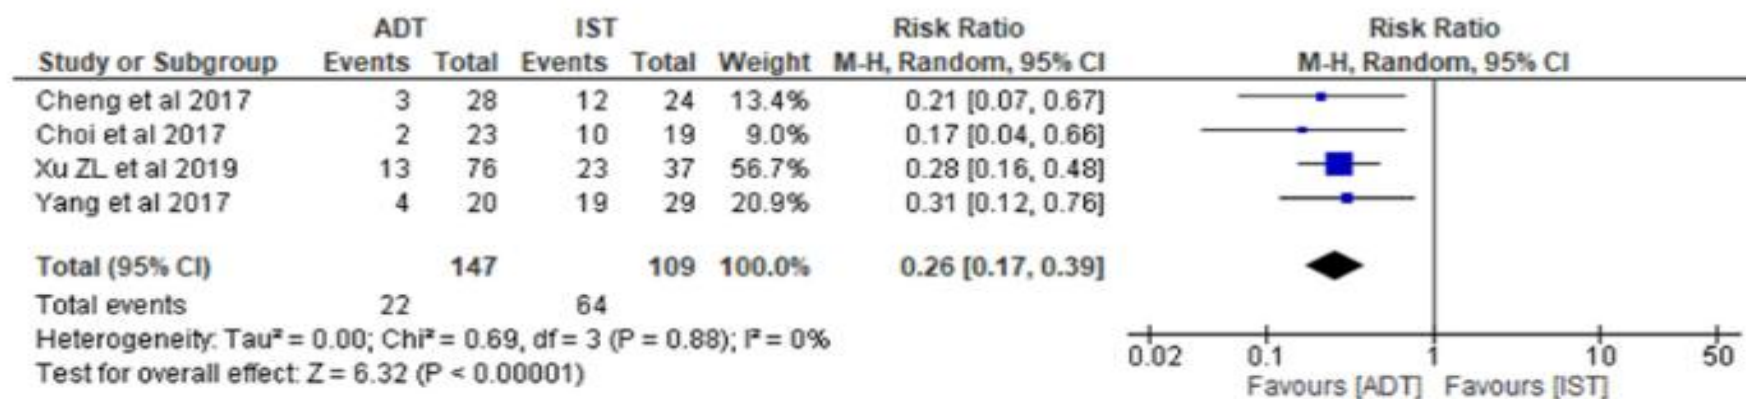 ADT IST Risk Ratio Risk Ratio
Study or Subgroup Events Total Events Total Weight M-H, Random, 95% CI M-H, Random, 95% CI
Cheng et al 2017 3 28 12 24 13.4% 0.21 [0.07, 0.67]
Choi et al 2017 2 23 10 19 9.0% 0.17 [0.04, 0.66]
Xu ZL et al 2019 13 76 23 37 56.7% 0.28 [0.16, 0.48]
Yang et al 2017 4 20 19 29 20.9% 0.31 [0.12, 0.76]
Total (95% CI) 147 109 100.0% 0.26 [0.17, 0.39]
Total events 22 64
Heterogeneity: Tau² = 0.00; Chi² = 0.69, df = 3 (P = 0.88); I² = 0%
Test for overall effect: Z = 6.32 (P < 0.00001)
0.02 0.1 1 10 50
Favours [ADT] Favours [IST]